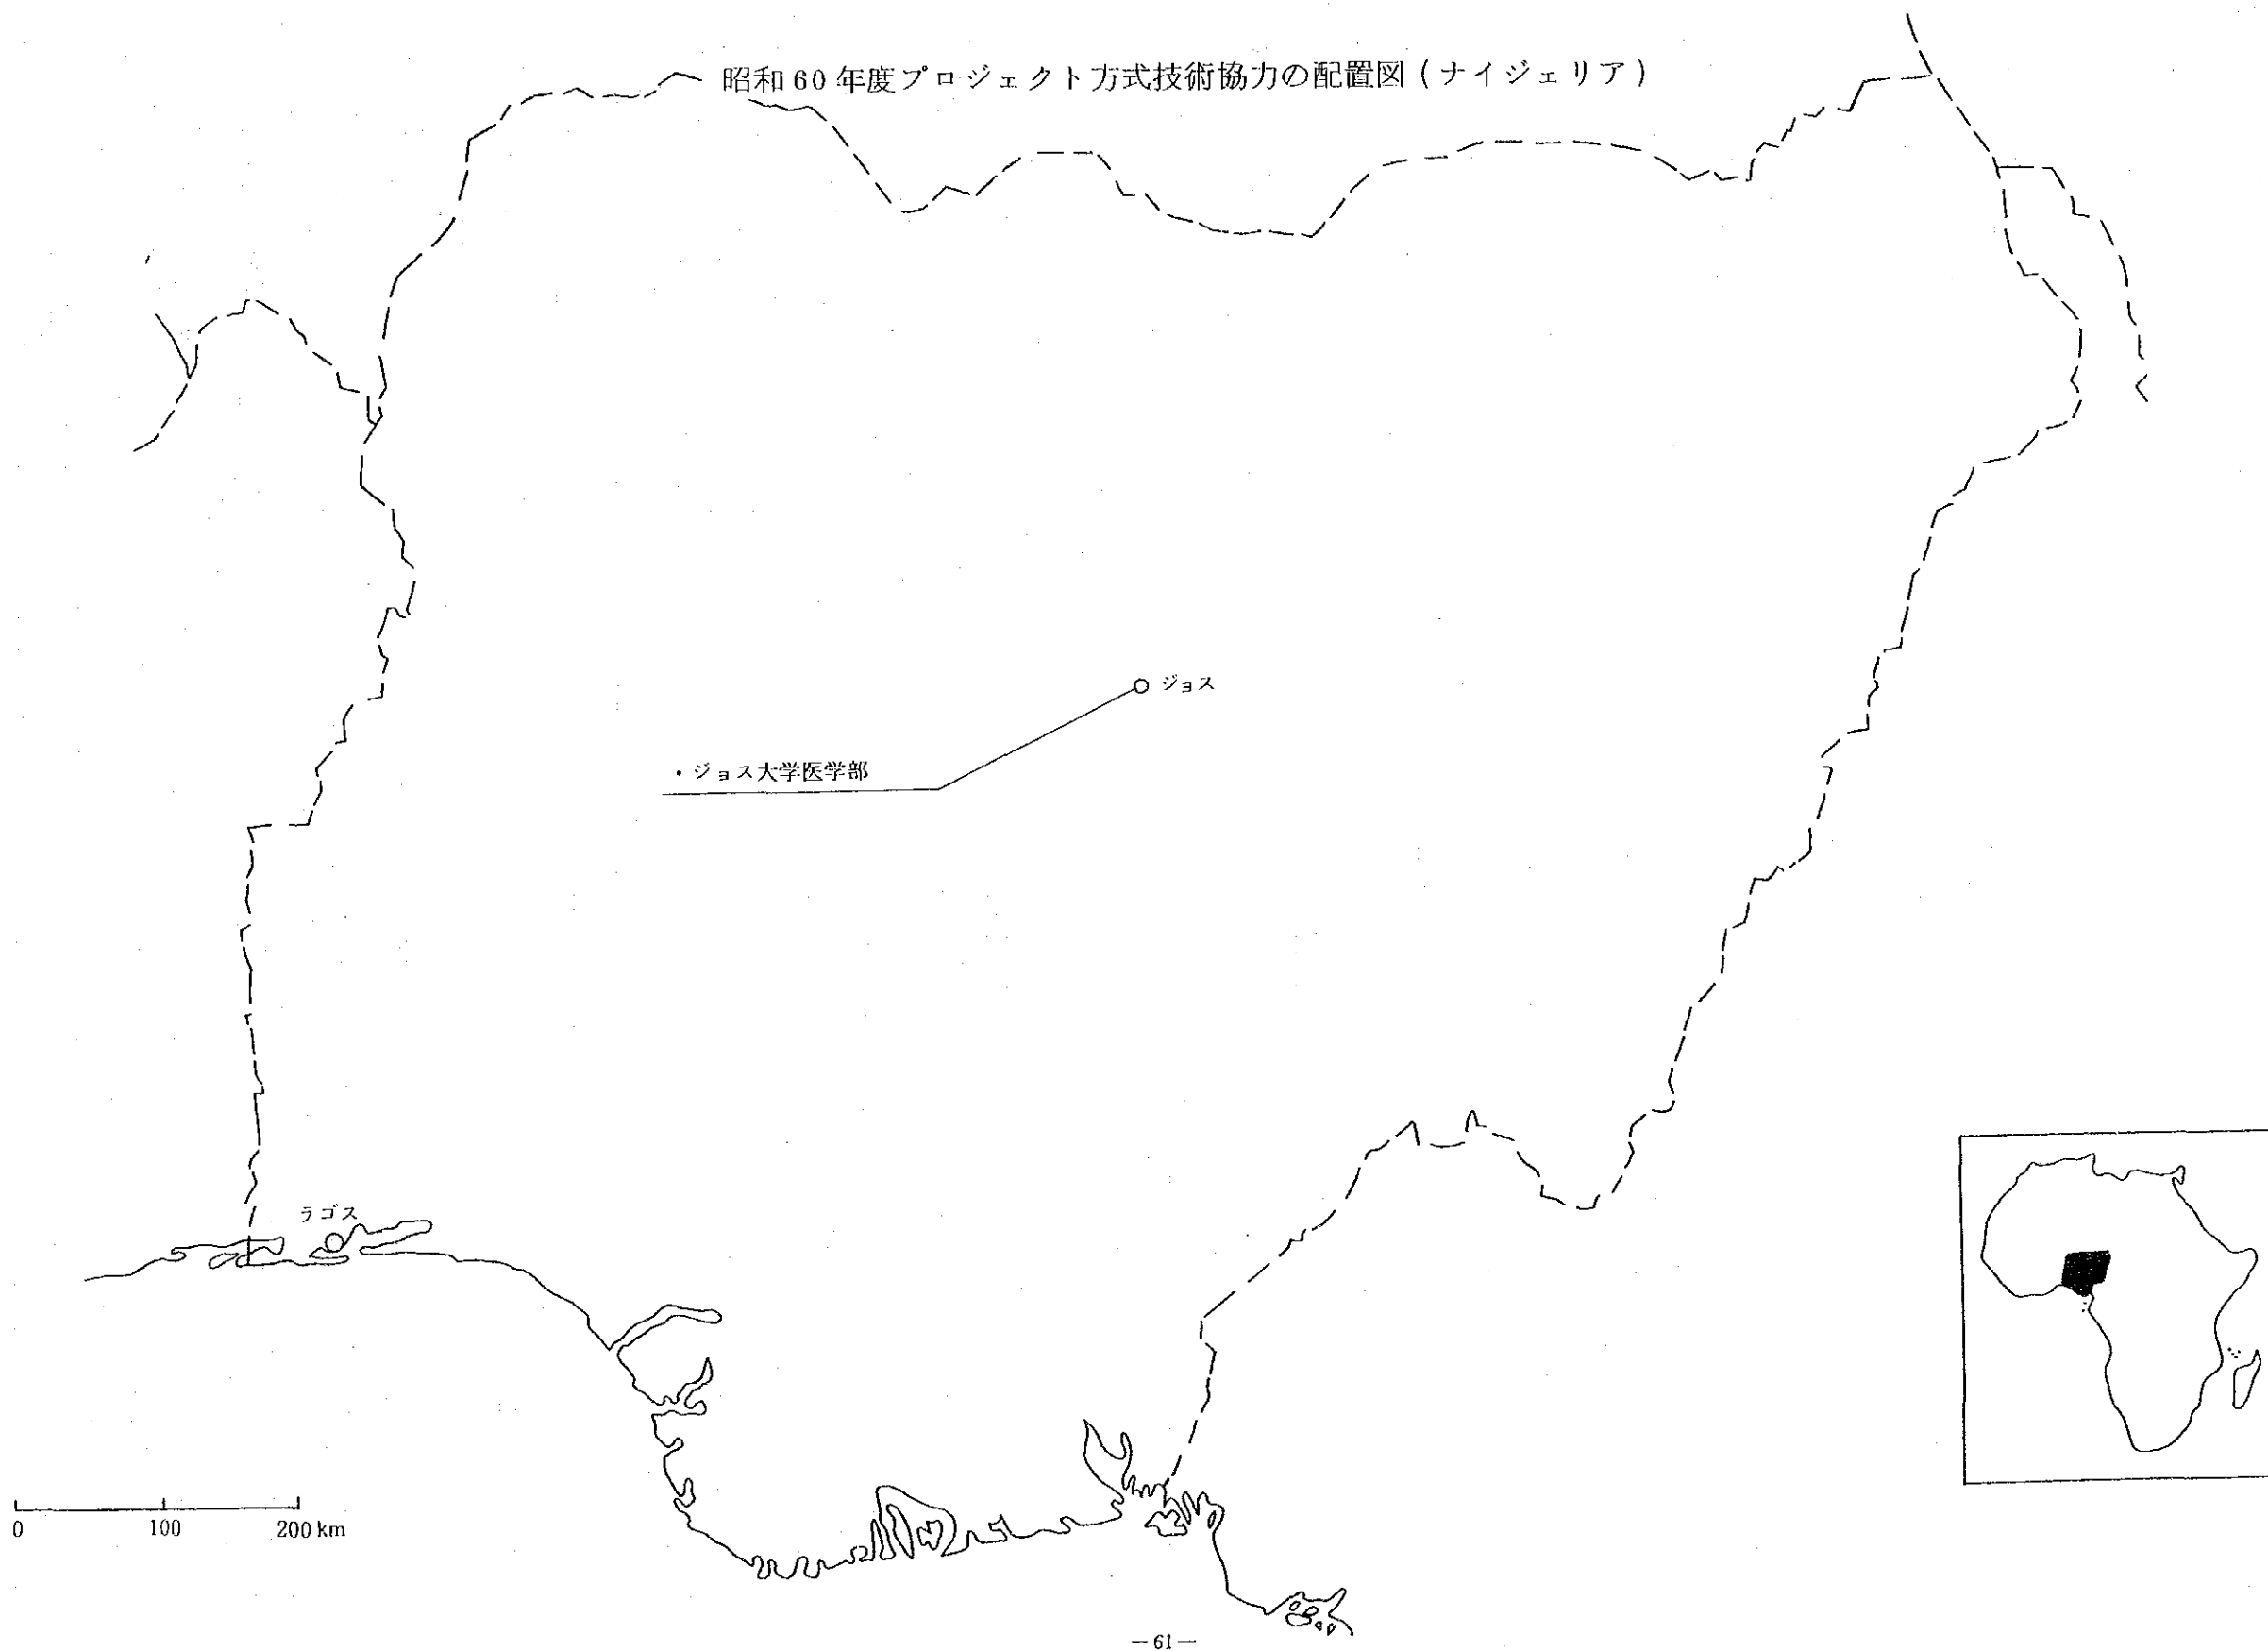 昭和60年度プロジェクト方式技術協力の配置図(ナイジェリア)
ジョス
・ジョス大学医学部
ラゴス
0 100 200km
—61—